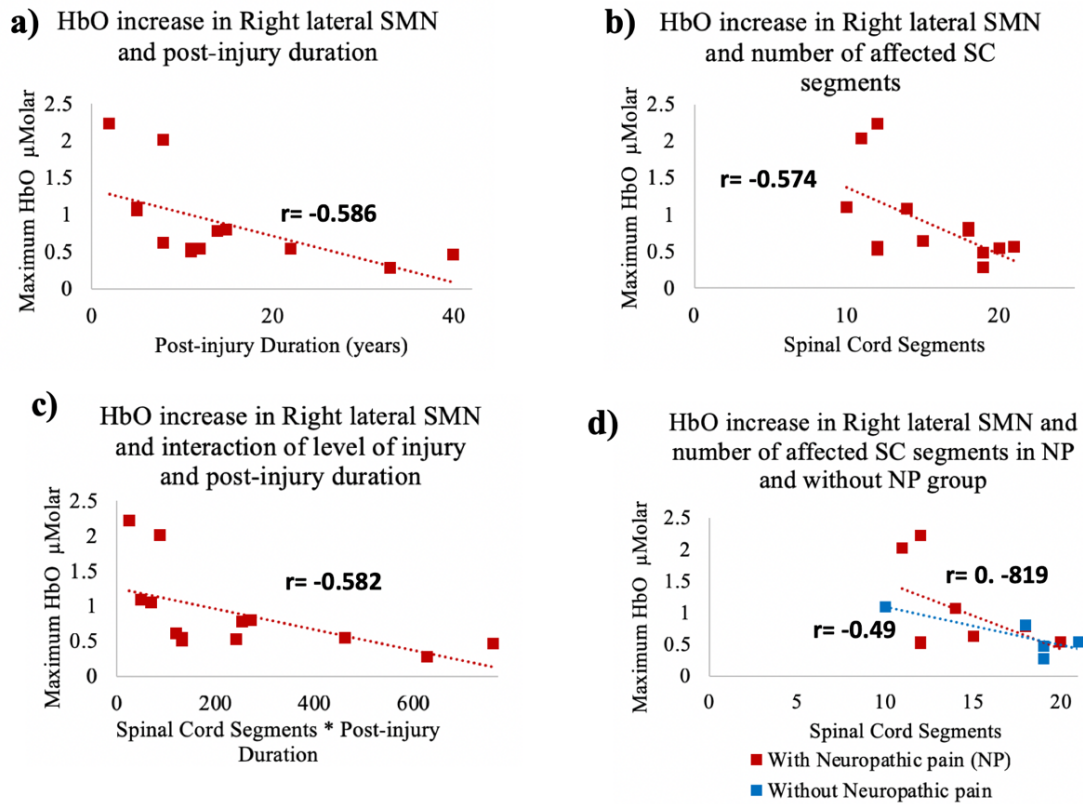 a)
HbO increase in Right lateral SMN
and post-injury duration
Maximum HbO µMolar
2.5
2
1.5
1
0.5
0
r= -0.586
0
20
40
Post-injury Duration (years)
b)
HbO increase in Right lateral SMN
and number of affected SC
segments
Maximum HbO µMolar
2.5
2
1.5
1
0.5
0
r= -0.574
0
10
20
Spinal Cord Segments
c)
HbO increase in Right lateral SMN
and interaction of level of injury
and post-injury duration
Maximum HbO µMolar
2.5
2
1.5
1
0.5
0
r= -0.582
0
200
400
600
Spinal Cord Segments * Post-injury
Duration
d)
HbO increase in Right lateral SMN and
number of affected SC segments in NP
and without NP group
Maximum HbO µMolar
2.5
2
1.5
1
0.5
0
r= 0. -819
r= -0.49
0
5
10
15
20
Spinal Cord Segments
With Neuropathic pain (NP)
Without Neuropathic pain